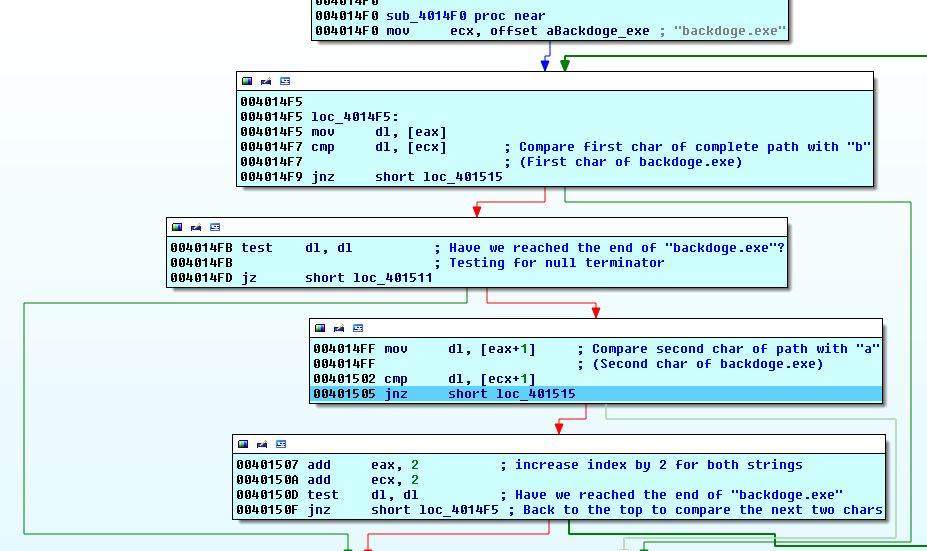 004014F0
004014F0 sub_4014F0 proc near
004014F0 mov ecx, offset aBackdoge_exe ; "backdoge.exe"
004014F5
004014F5 loc_4014F5:
004014F5 mov dl, [eax]
004014F7 cmp dl, [ecx] ; Compare first char of complete path with "b"
004014F7 ; (First char of backdoge.exe)
004014F9 jnz short loc_401515
004014FB test dl, dl ; Have we reached the end of "backdoge.exe"?
004014FB ; Testing for null terminator
004014FD jz short loc_401511
004014FF mov dl, [eax+1] ; Compare second char of path with "a"
004014FF ; (Second char of backdoge.exe)
00401502 cmp dl, [ecx+1]
00401505 jnz short loc_401515
00401507 add eax, 2 ; increase index by 2 for both strings
0040150A add ecx, 2
0040150D test dl, dl ; Have we reached the end of "backdoge.exe"
0040150F jnz short loc_4014F5 ; Back to the top to compare the next two chars